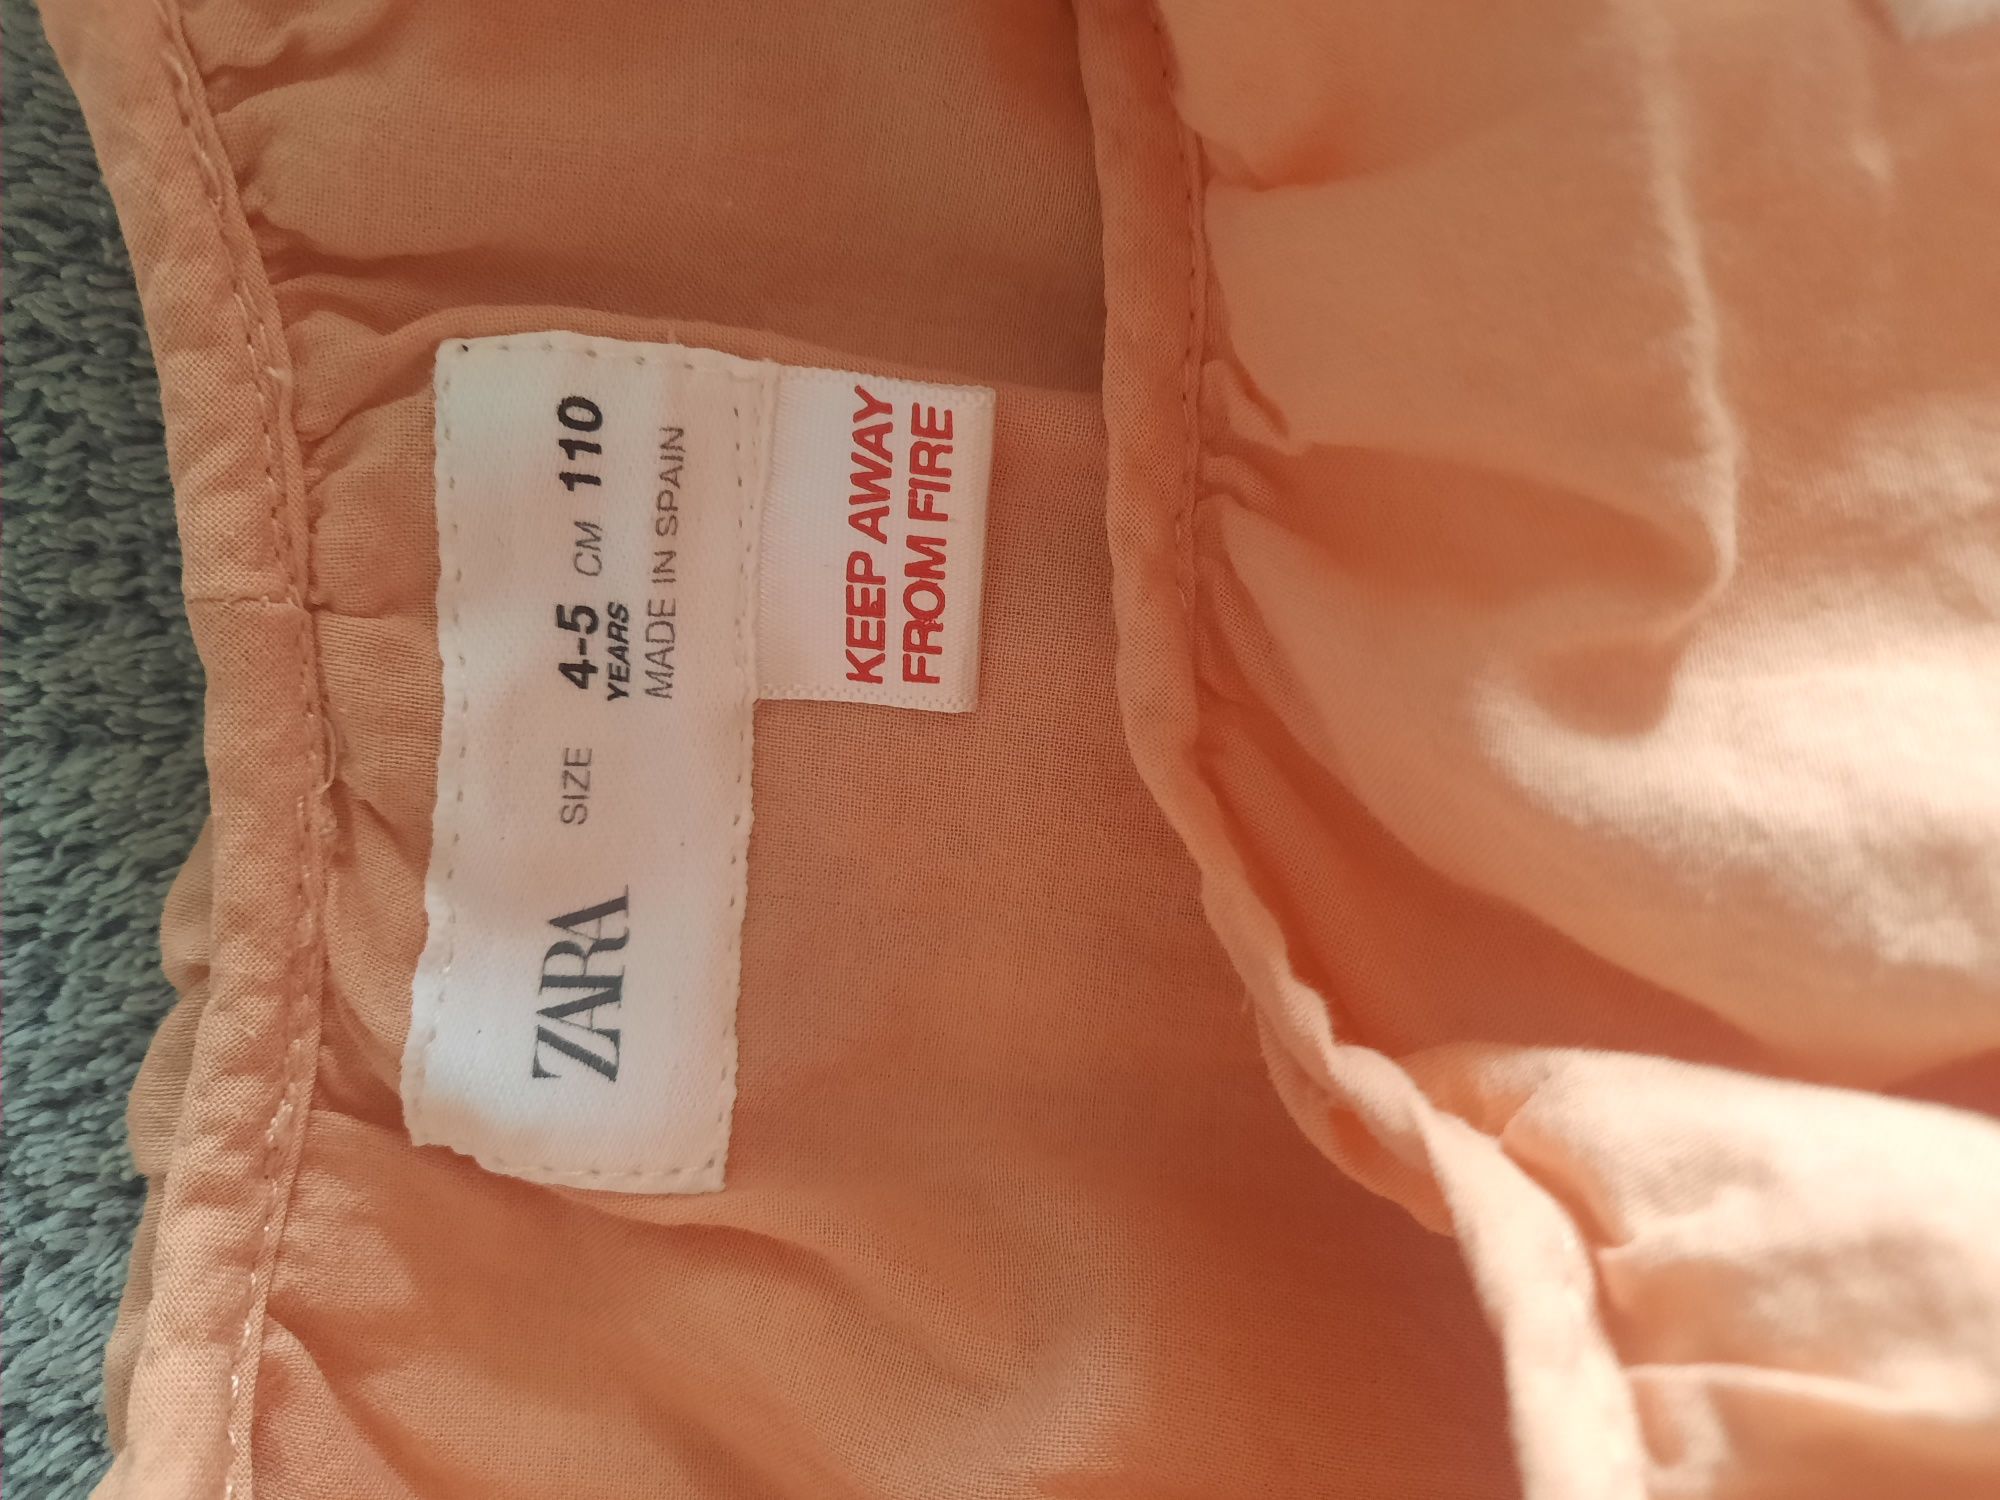 ZARA SIZE 4-5 CM 110
YEARS
MADE IN SPAIN
KEEP AWAY
FROM FIRE